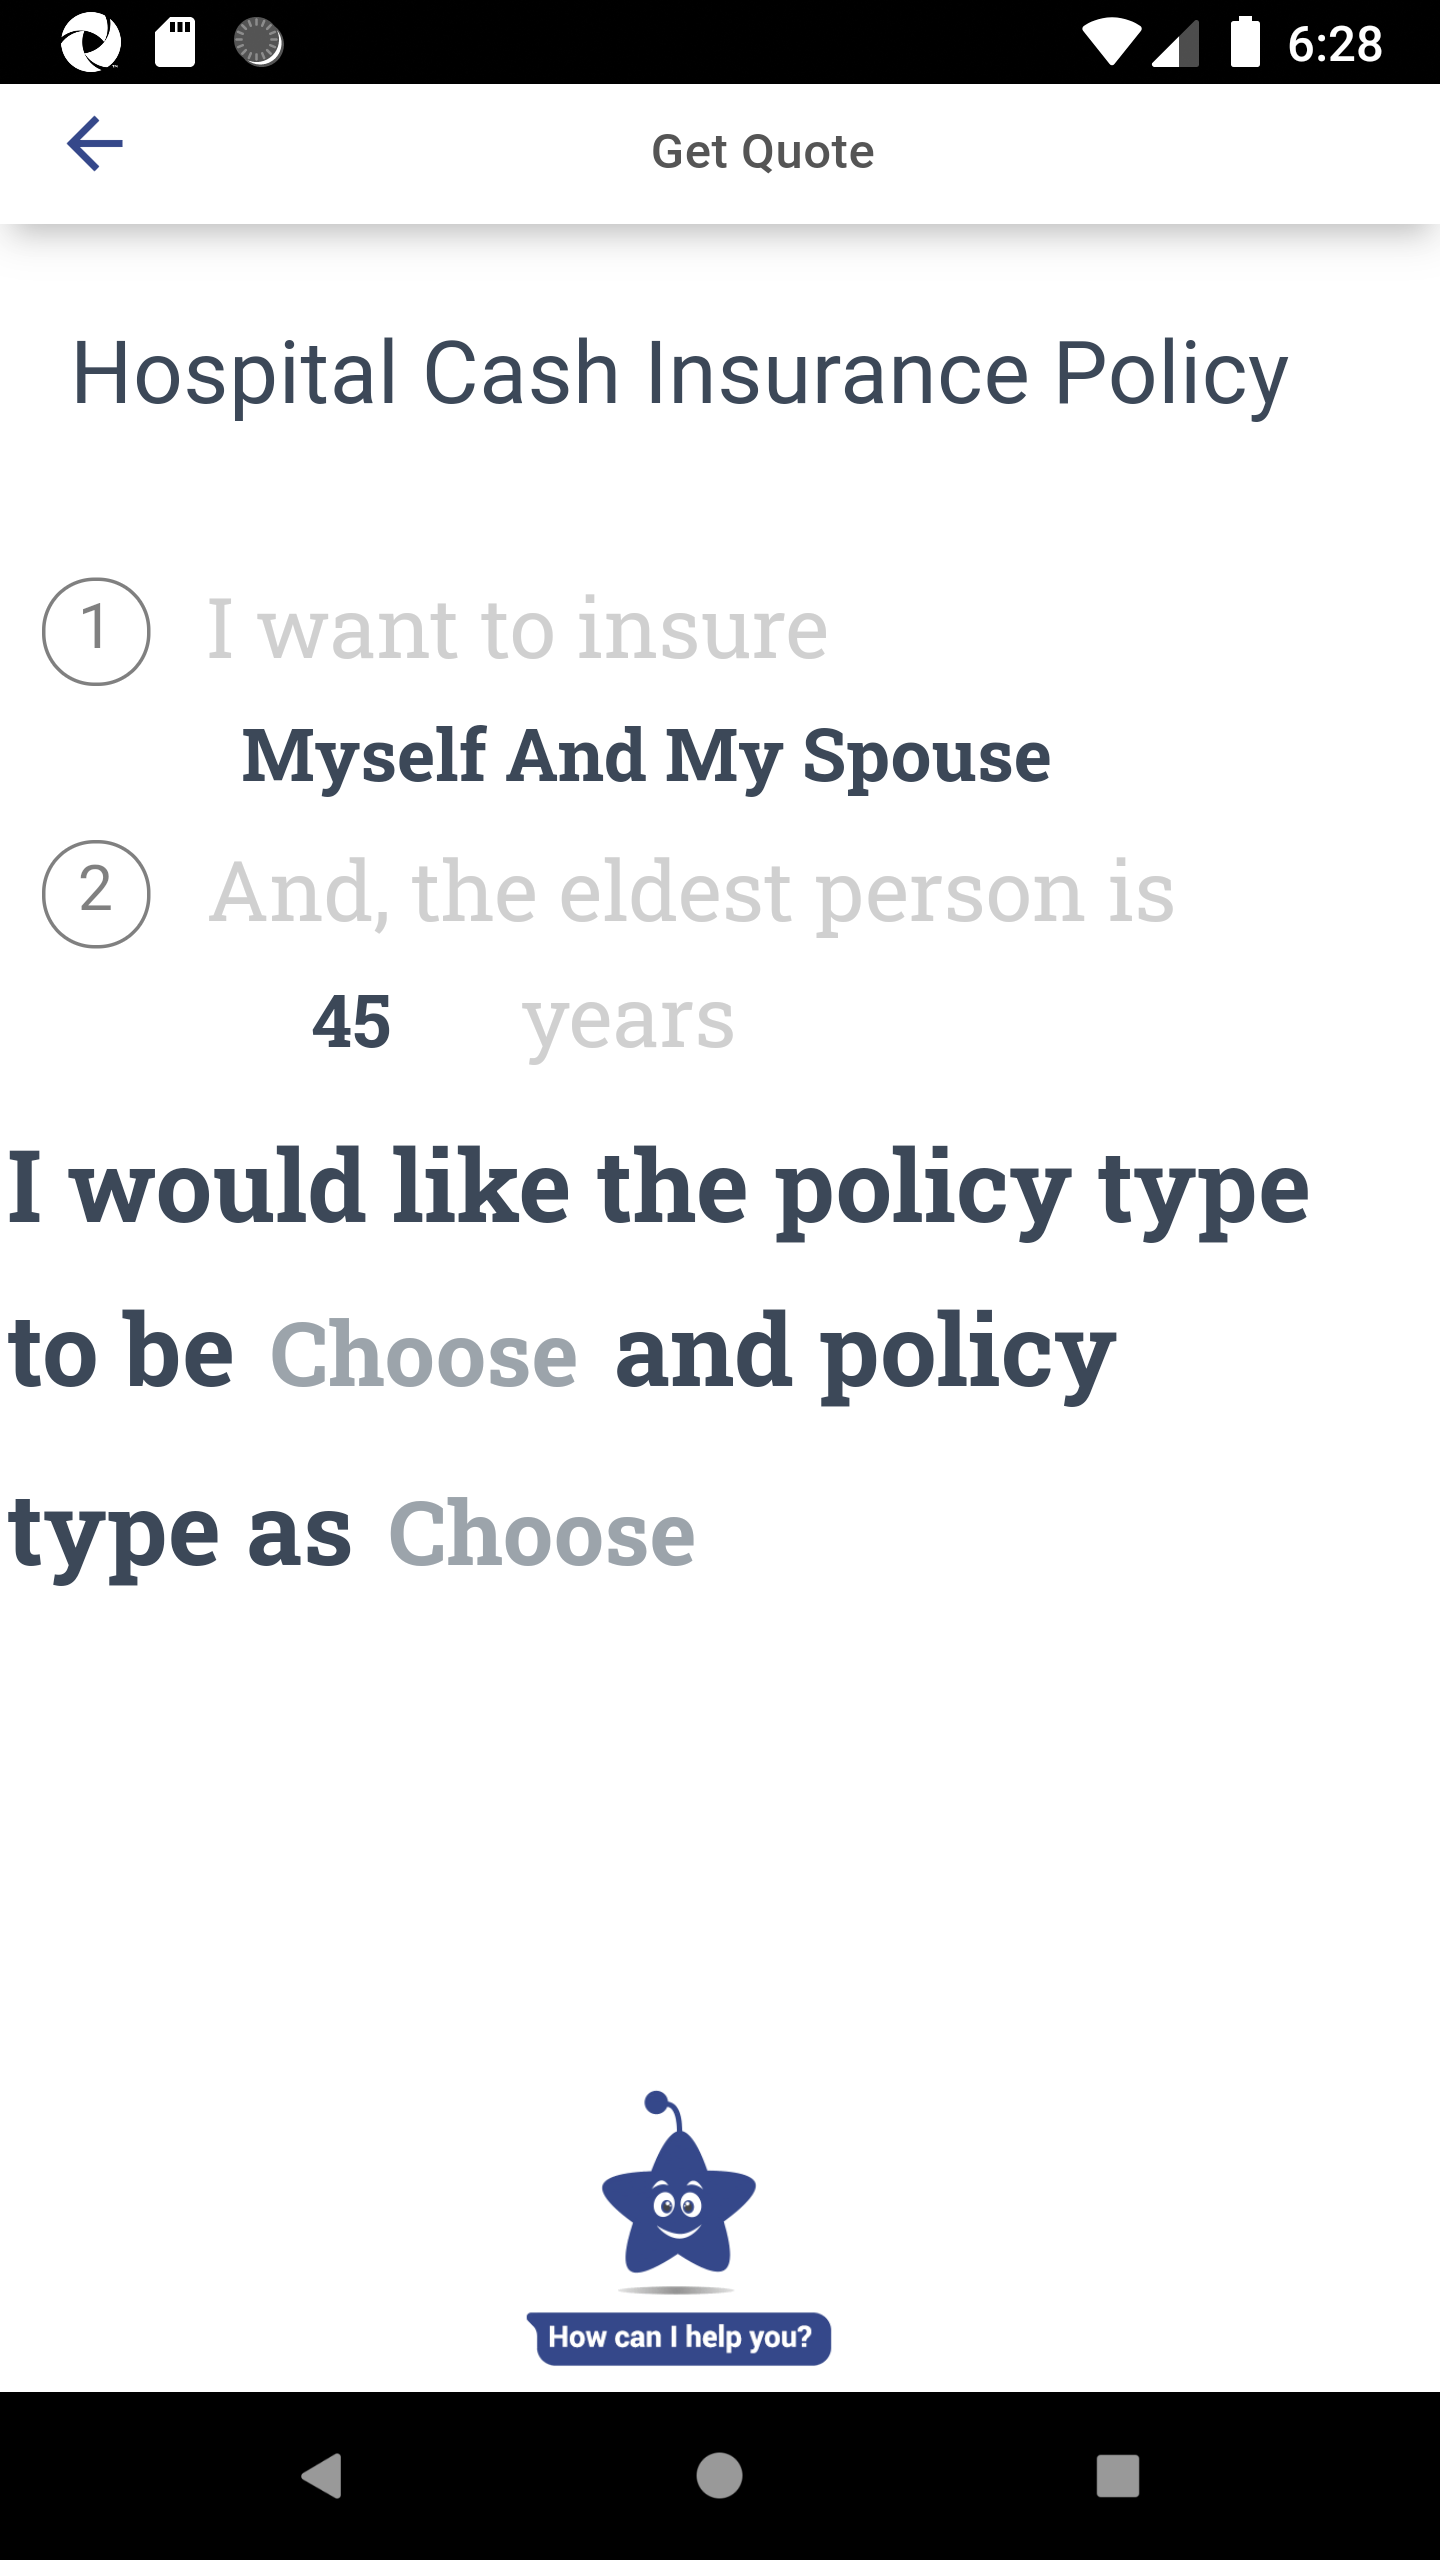 6:28
Get Quote
Hospital Cash Insurance Policy
1 I want to insure
Myself And My Spouse
2 And, the eldest person is
45 years
I would like the policy type
to be Choose and policy
type as Choose
How can I help you?